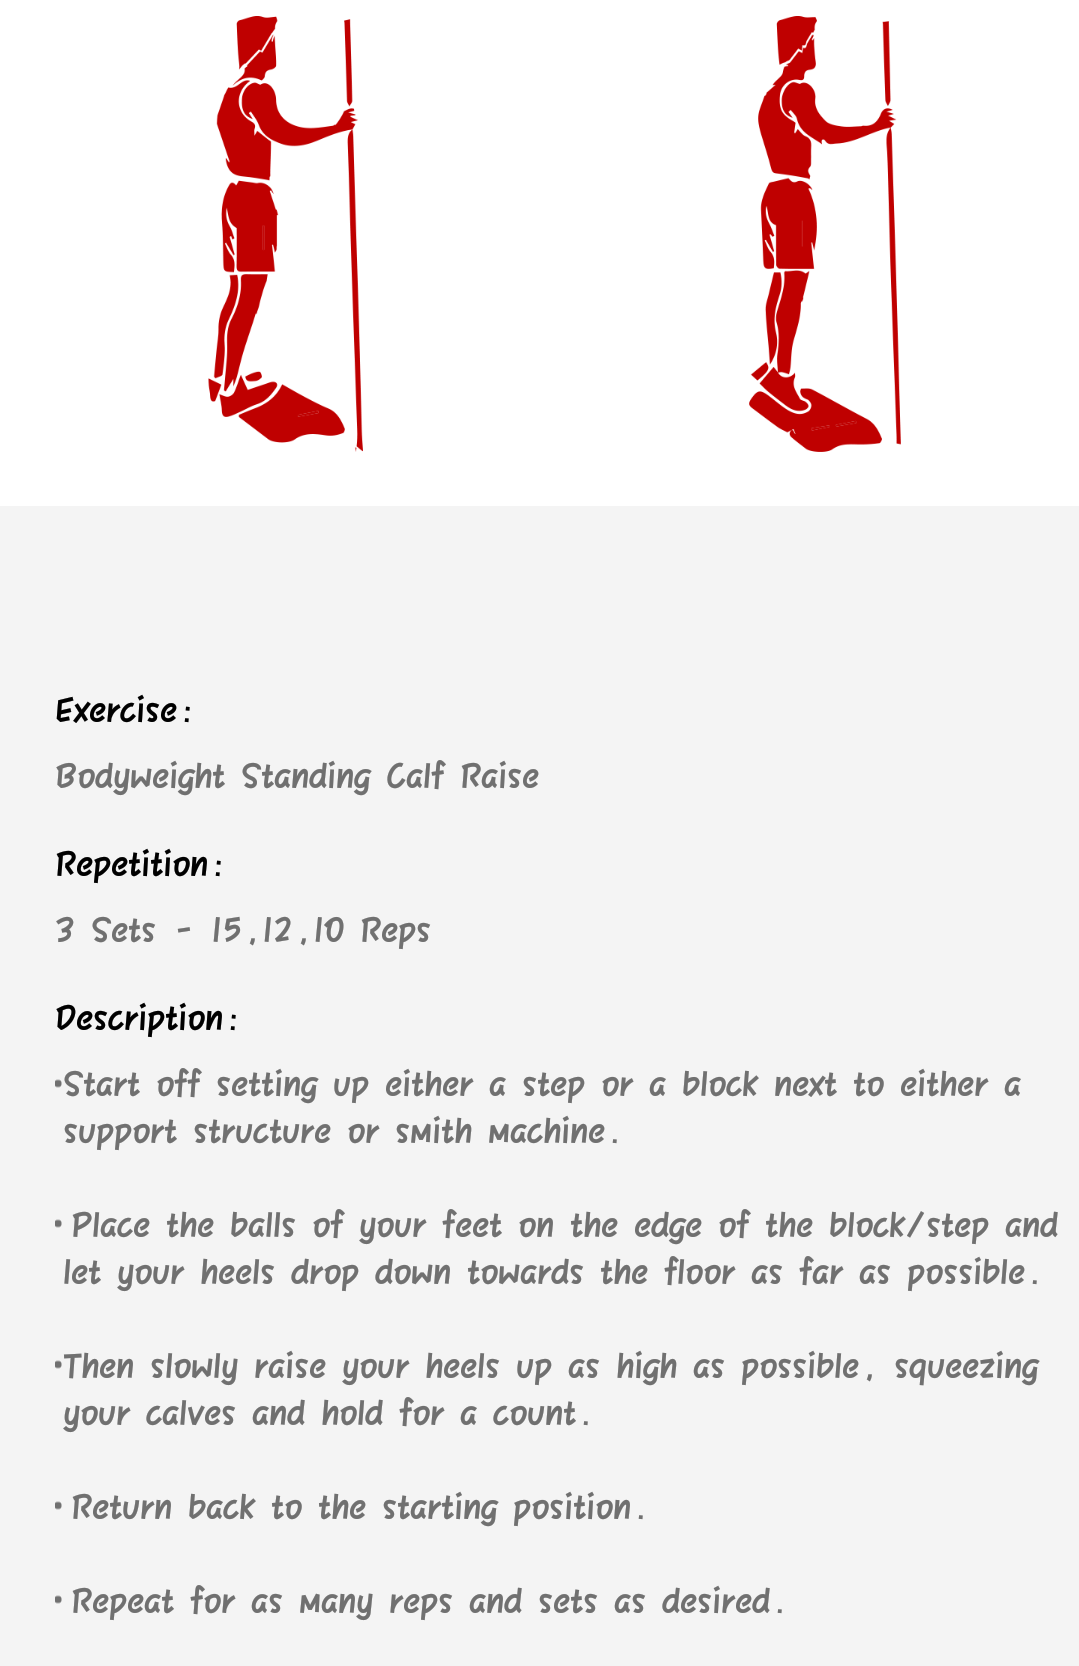 Exercise:
Bodyweight Standing Calf Raise
Repetition:
3 Sets - 15,12,10 Reps
Description:
•Start off setting up either a step or a block next to either a
support structure or smith machine.
• Place the balls of your feet on the edge of the block/step and
let your heels drop down towards the floor as far as possible.
•Then slowly raise your heels up as high as possible, squeezing
your calves and hold for a count.
• Return back to the starting position.
• Repeat for as many reps and sets as desired.